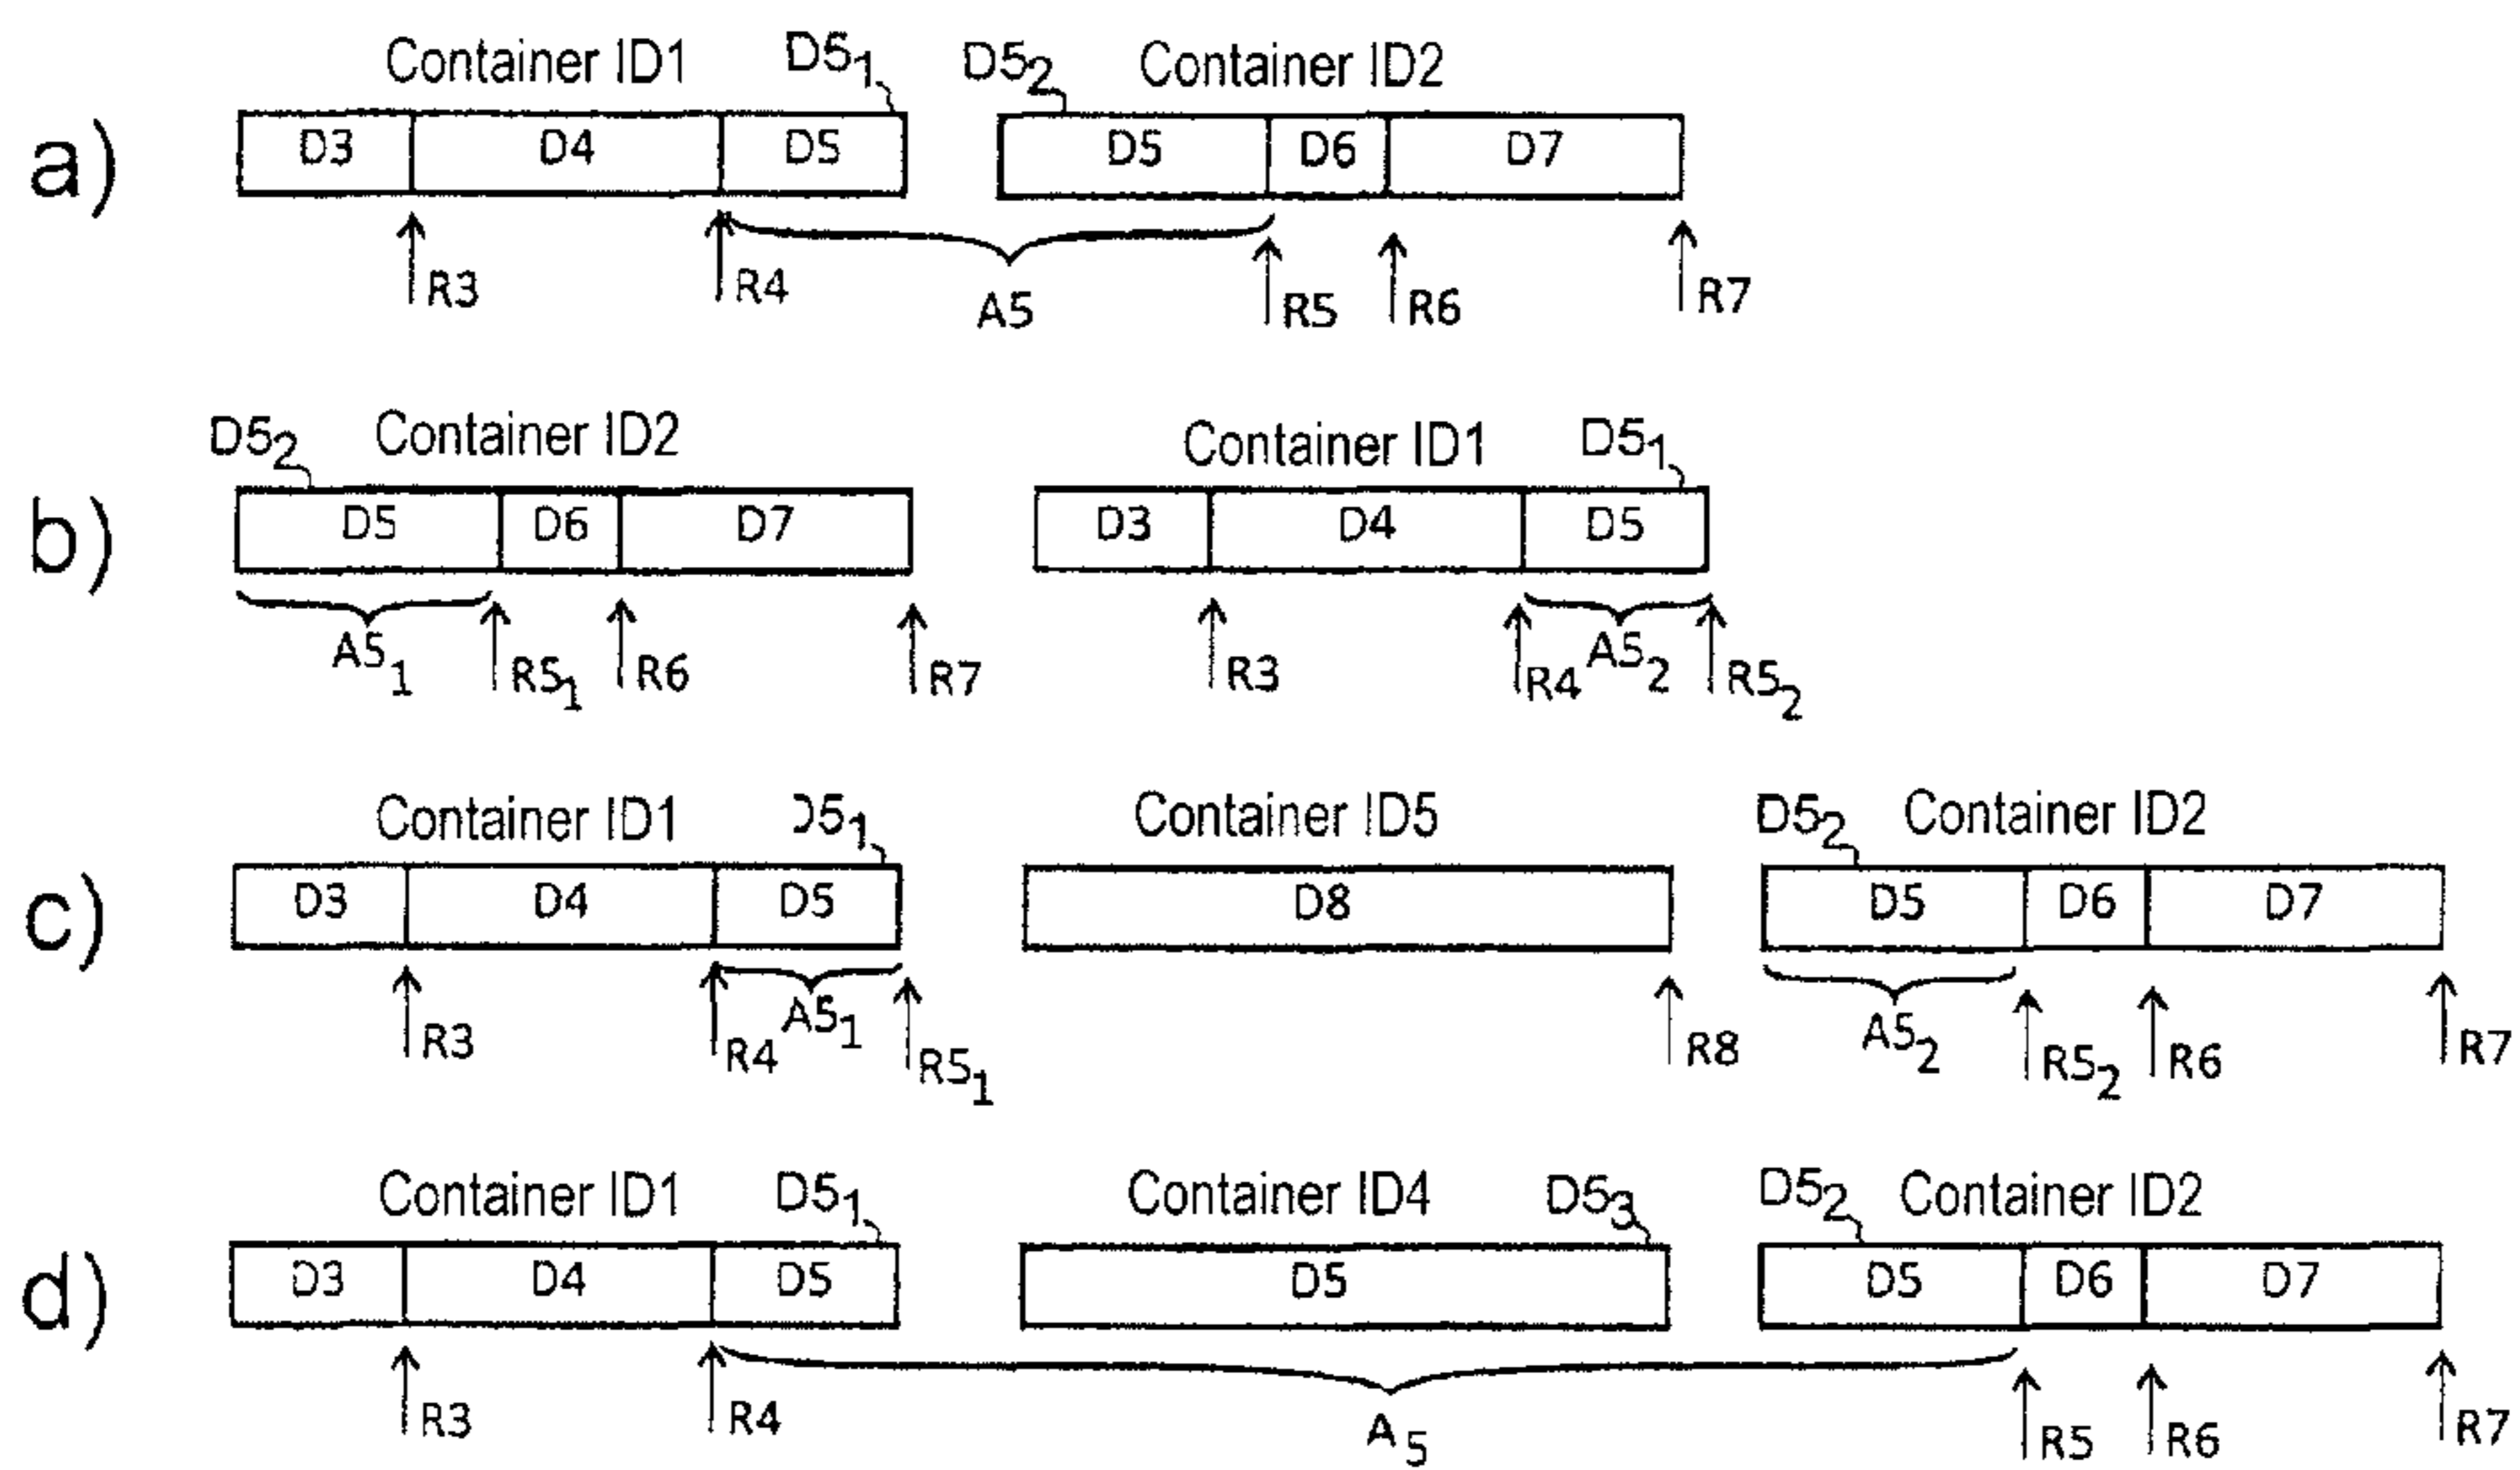 a)
Container ID1 D5₁ D5₂ Container ID2
D3 D4 D5 D5 D6 D7
R3 R4 A5 R5 R6 R7
b)
D5₂ Container ID2 Container ID1 D5₁
D5 D6 D7 D3 D4 D5
A5₁ R5₁ R6 R7 R3 R4 A5₂ R5₂
c)
Container ID1 D5₁ Container ID5 D5₂ Container ID2
D3 D4 D5 D8 D5 D6 D7
R3 R4 A5₁ R5₁ R8 A5₂ R5₂ R6 R7
d)
Container ID1 D5₁ Container ID4 D5₃ D5₂ Container ID2
D3 D4 D5 D5 D5 D6 D7
R3 R4 A₅ R5 R6 R7